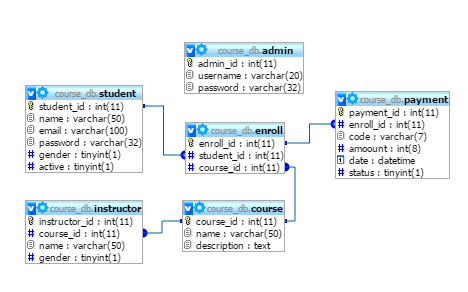 course_db.admin
admin_id : int(11)
username : varchar(20)
password : varchar(32)
course_db.student
student_id : int(11)
name : varchar(50)
email : varchar(100)
password : varchar(32)
gender : tinyint(1)
active : tinyint(1)
course_db.enroll
enroll_id : int(11)
student_id : int(11)
course_id : int(11)
course_db.payment
payment_id : int(11)
enroll_id : int(11)
code : varchar(7)
amoount : int(8)
date : datetime
status : tinyint(1)
course_db.instructor
instructor_id : int(11)
course_id : int(11)
name : varchar(50)
gender : tinyint(1)
course_db.course
course_id : int(11)
name : varchar(50)
description : text